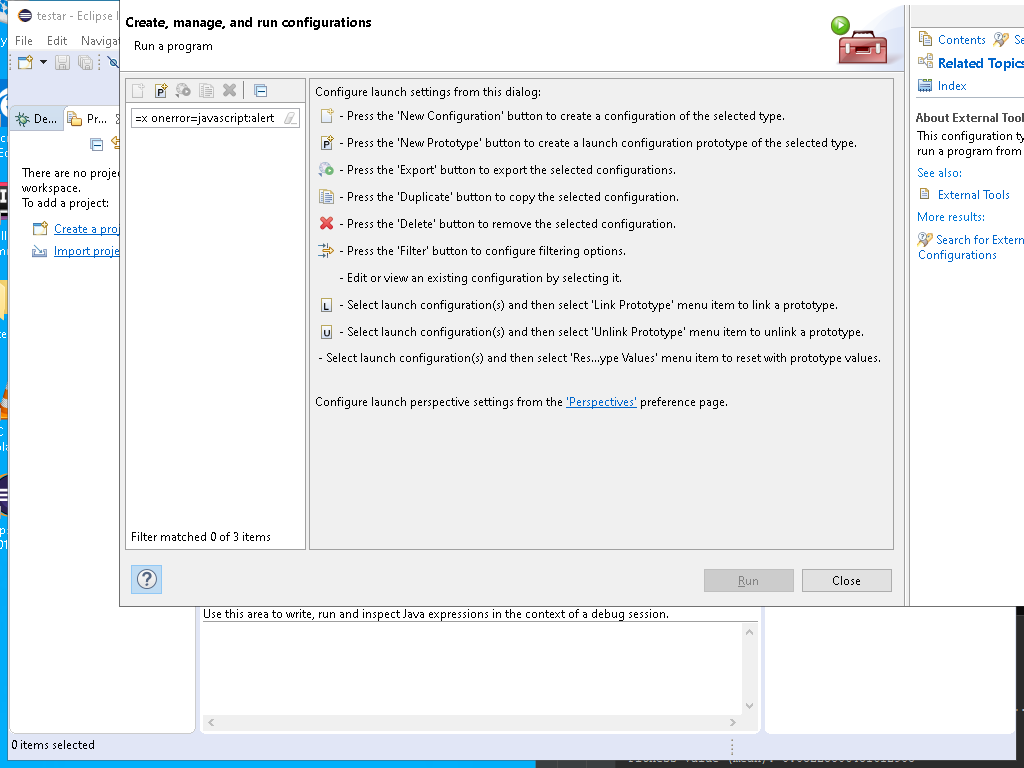 testar - Eclipse I
File Edit Navigat
De...
Pr...
There are no proje
workspace.
To add a project:
Create a proj
Import proje
0 items selected
Create, manage, and run configurations
Run a program
=x onerror=javascript:alert
Filter matched 0 of 3 items
Configure launch settings from this dialog:
- Press the 'New Configuration' button to create a configuration of the selected type.
- Press the 'New Prototype' button to create a launch configuration prototype of the selected type.
- Press the 'Export' button to export the selected configurations.
- Press the 'Duplicate' button to copy the selected configuration.
- Press the 'Delete' button to remove the selected configuration.
- Press the 'Filter' button to configure filtering options.
- Edit or view an existing configuration by selecting it.
L - Select launch configuration(s) and then select 'Link Prototype' menu item to link a prototype.
U - Select launch configuration(s) and then select 'Unlink Prototype' menu item to unlink a prototype.
- Select launch configuration(s) and then select 'Res...ype Values' menu item to reset with prototype values.
Configure launch perspective settings from the 'Perspectives' preference page.
?
Run
Close
Contents
Se
Related Topics
Index
About External Tool
This configuration ty
run a program from
See also:
External Tools
More results:
Search for Extern
Configurations
Use this area to write, run and inspect Java expressions in the context of a debug session.